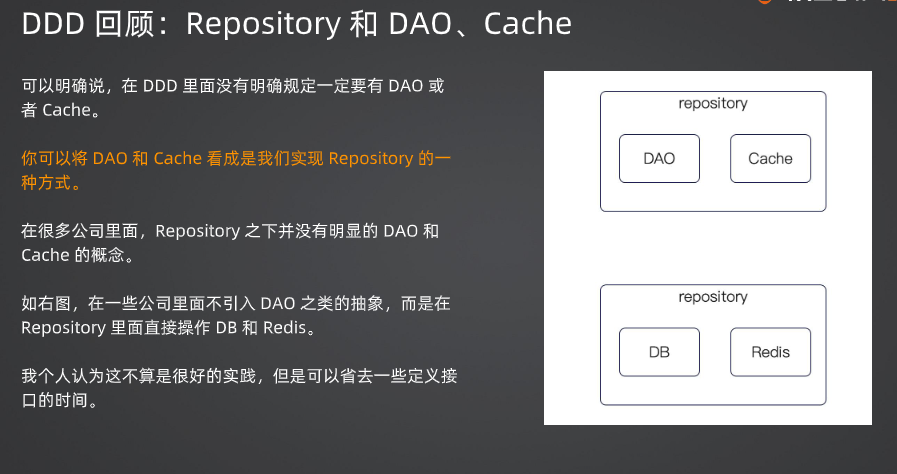 DDD 回顾：Repository 和 DAO、Cache
可以明确说，在 DDD 里面没有明确规定一定要有 DAO 或
者 Cache。
你可以将 DAO 和 Cache 看成是我们实现 Repository 的一
种方式。
在很多公司里面，Repository 之下并没有明显的 DAO 和
Cache 的概念。
如右图，在一些公司里面不引入 DAO 之类的抽象，而是在
Repository 里面直接操作 DB 和 Redis。
我个人认为这不算是很好的实践，但是可以省去一些定义接
口的时间。
repository
DAO
Cache
repository
DB
Redis